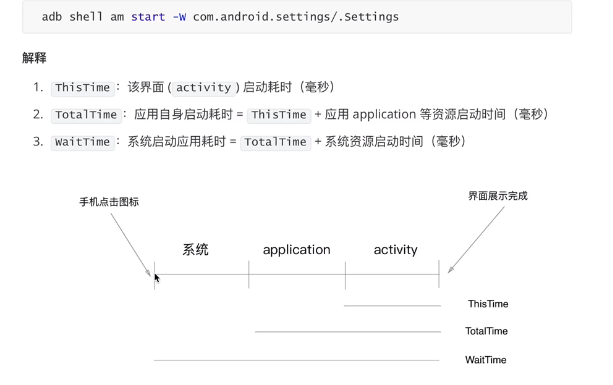 adb shell am start -W com.android.settings/.Settings
解释
1. ThisTime： 该界面 ( activity ) 启动耗时（毫秒）
2. TotalTime： 应用自身启动耗时 = ThisTime + 应用 application 等资源启动时间（毫秒）
3. WaitTime： 系统启动应用耗时 = TotalTime + 系统资源启动时间（毫秒）
手机点击图标
界面展示完成
系统
application
activity
ThisTime
TotalTime
WaitTime